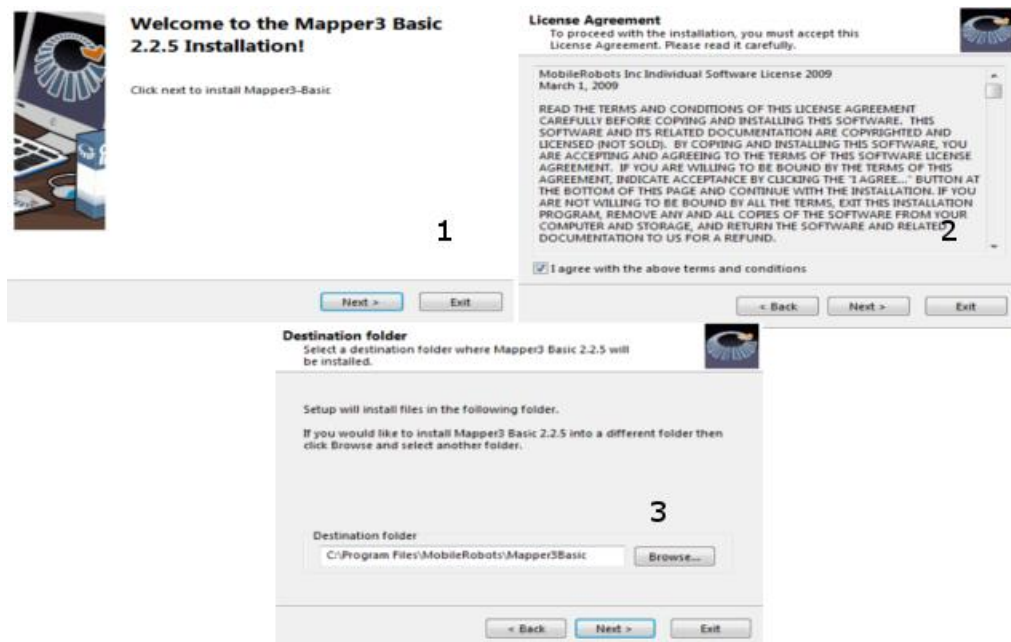 Welcome to the Mapper3 Basic
2.2.5 Installation!
Click next to install Mapper3-Basic
1
Next >
Exit
License Agreement
To proceed with the installation, you must accept this
License Agreement. Please read it carefully.
MobileRobots Inc Individual Software License 2009
March 1, 2009
READ THE TERMS AND CONDITIONS OF THIS LICENSE AGREEMENT
CAREFULLY BEFORE COPYING AND INSTALLING THIS SOFTWARE. THIS
SOFTWARE AND ITS RELATED DOCUMENTATION ARE COPYRIGHTED AND
LICENSED (NOT SOLD). BY COPYING AND INSTALLING THIS SOFTWARE, YOU
ARE ACCEPTING AND AGREEING TO THE TERMS OF THIS SOFTWARE LICENSE
AGREEMENT. IF YOU ARE WILLING TO BE BOUND BY THE TERMS OF THIS
AGREEMENT, INDICATE ACCEPTANCE BY CLICKING THE "I AGREE..." BUTTON AT
THE BOTTOM OF THIS PAGE AND CONTINUE WITH THE INSTALLATION. IF YOU
ARE NOT WILLING TO BE BOUND BY ALL THE TERMS, EXIT THIS INSTALLATION
PROGRAM, REMOVE ANY AND ALL COPIES OF THE SOFTWARE FROM YOUR
COMPUTER AND STORAGE, AND RETURN THE SOFTWARE AND RELATED
DOCUMENTATION TO US FOR A REFUND.
2
I agree with the above terms and conditions
< Back
Next >
Exit
Destination folder
Select a destination folder where Mapper3 Basic 2.2.5 will
be installed.
Setup will install files in the following folder.
If you would like to install Mapper3 Basic 2.2.5 into a different folder then
click Browse and select another folder.
3
Destination folder
C:\Program Files\MobileRobots\Mapper3Basic
Browse...
< Back
Next >
Exit